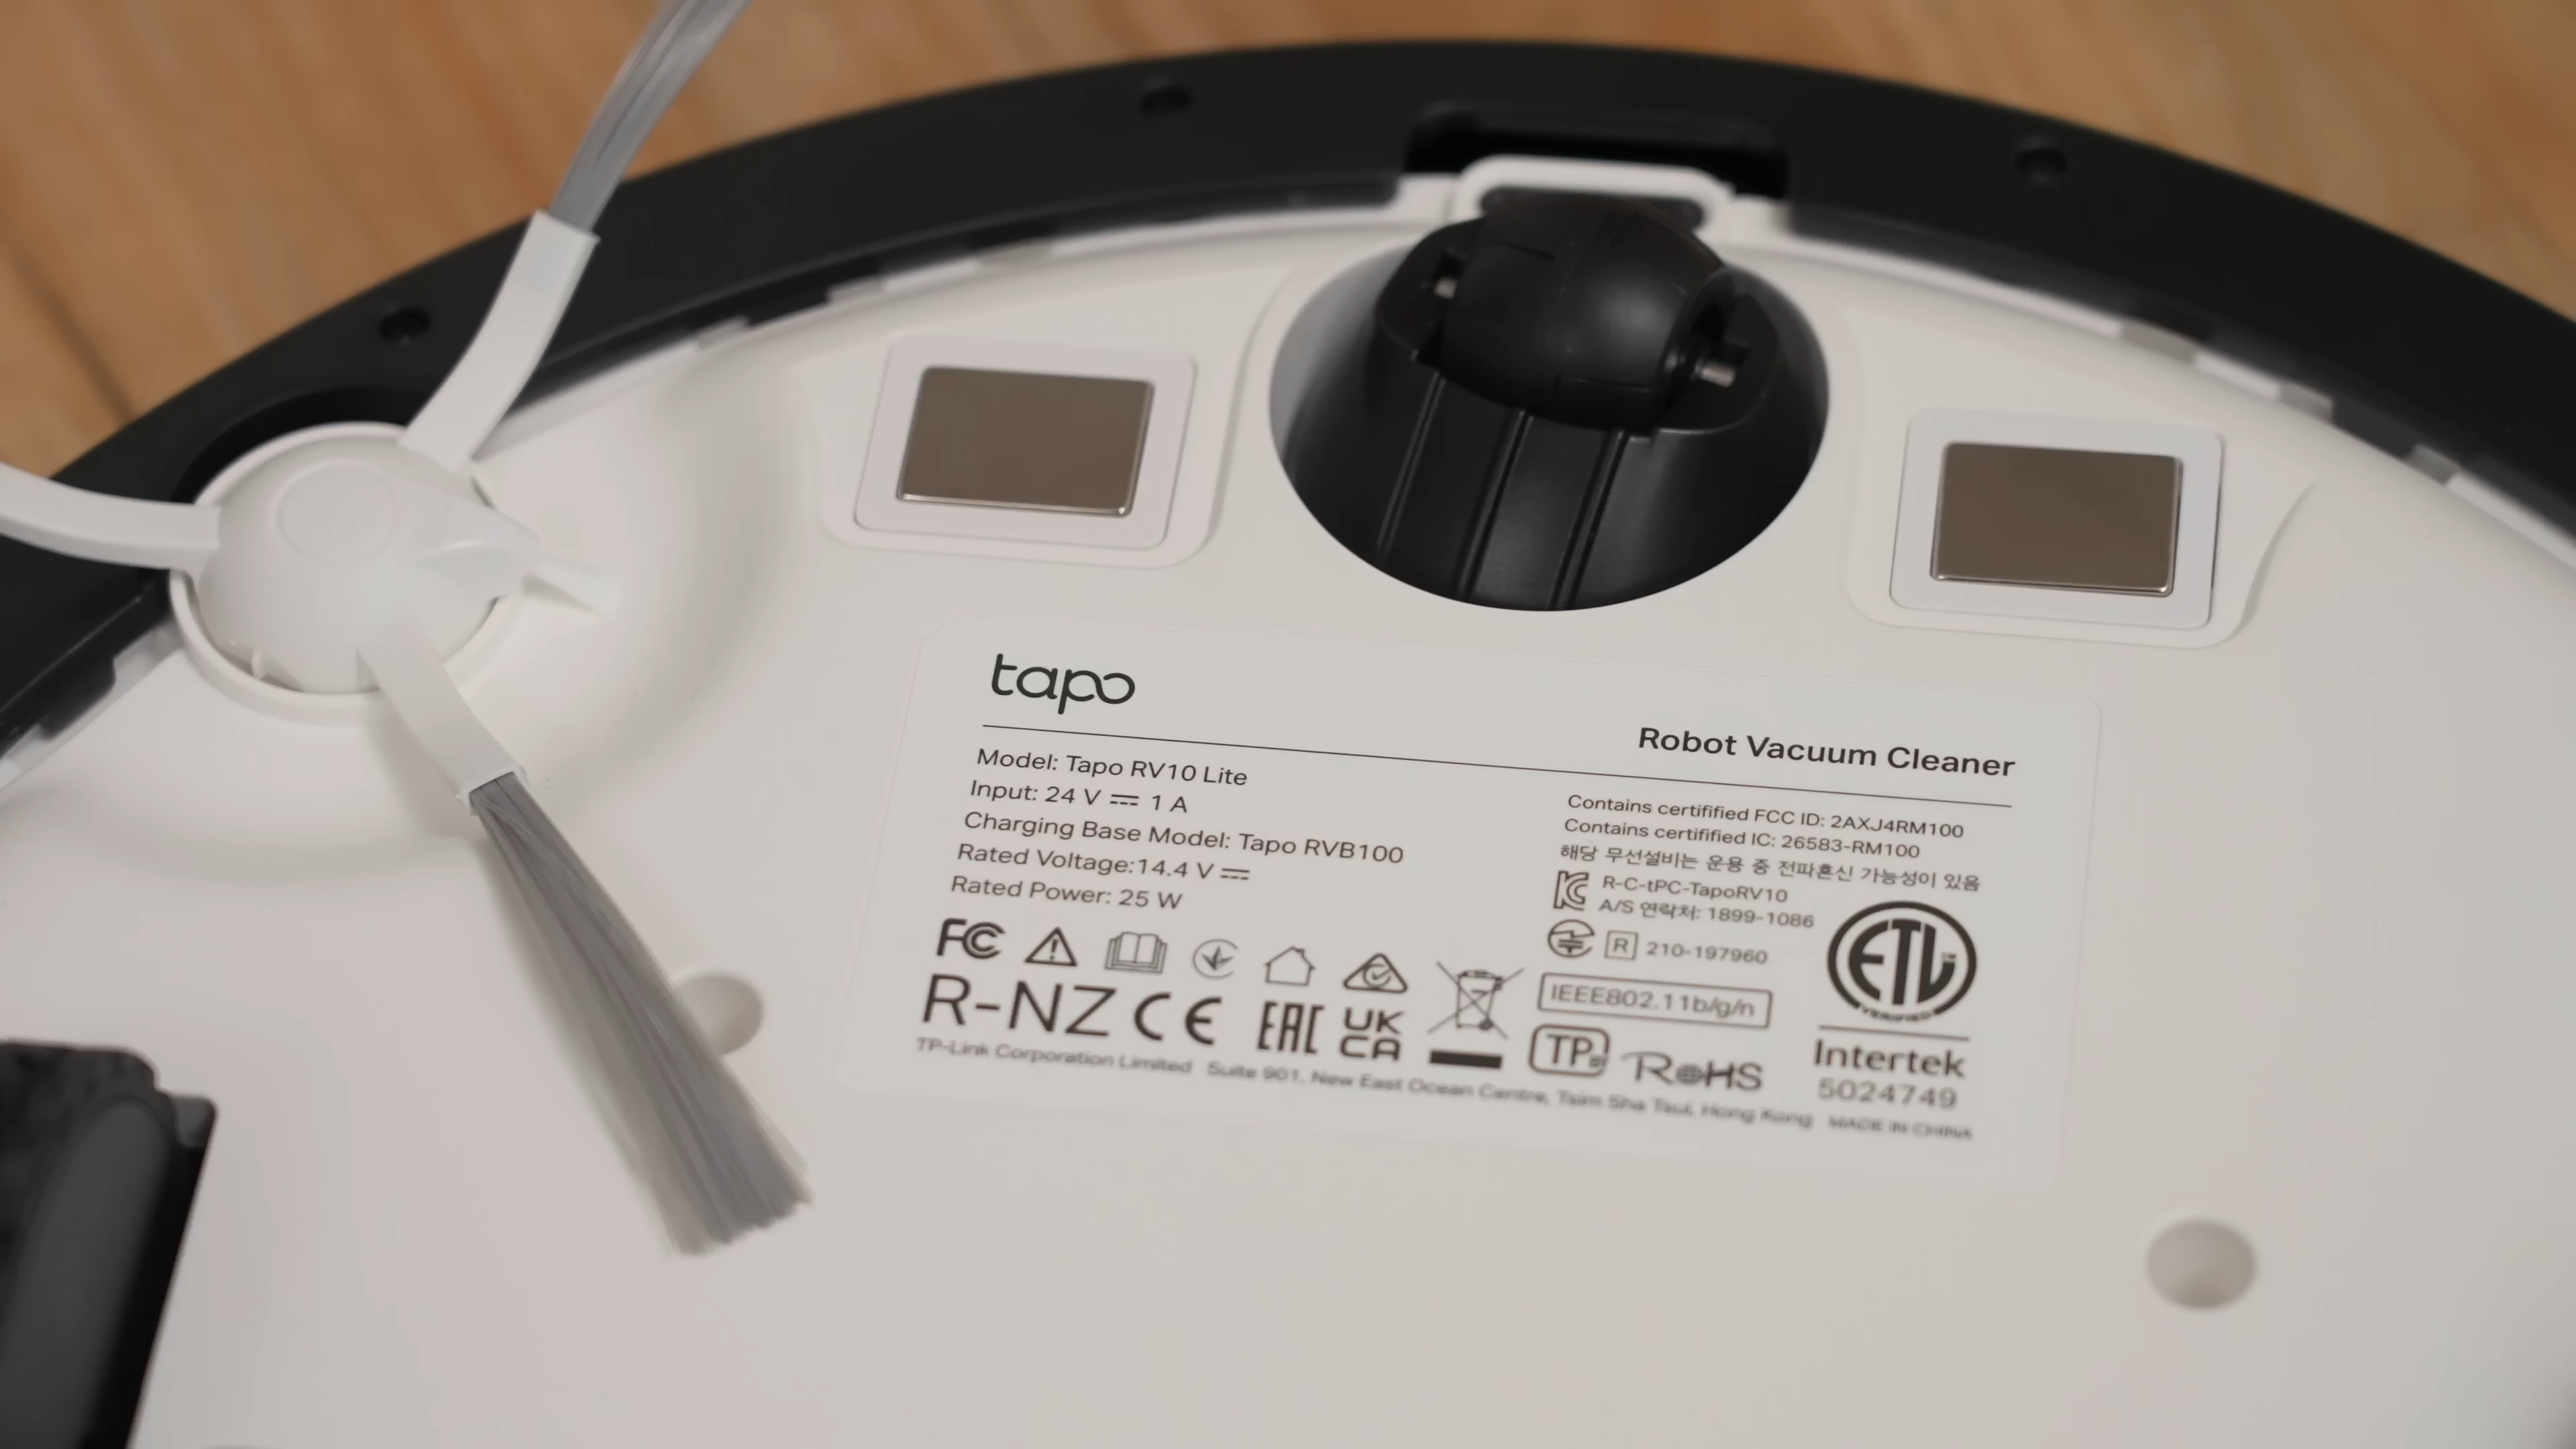 tapo
Robot Vacuum Cleaner
Model: Tapo RV10 Lite
Input: 24 V ⎓ 1 A
Charging Base Model: Tapo RVB100
Rated Voltage:14.4 V ⎓
Rated Power: 25 W
FC
R-NZ CE EAC UK CA
Contains certifified FCC ID: 2AXJ4RM100
Contains certifified IC: 26583-RM100
해당 무선설비는 운용 중 전파혼신 가능성이 있음
R-C-tPC-TapoRV10
A/S 연락처: 1899-1086
R 210-197960
IEEE802.11b/g/n
TP RoHS
ETL
VERIFIED
Intertek
5024749
TP-Link Corporation Limited Suite 901, New East Ocean Centre, Tsim Sha Tsui, Hong Kong MADE IN CHINA